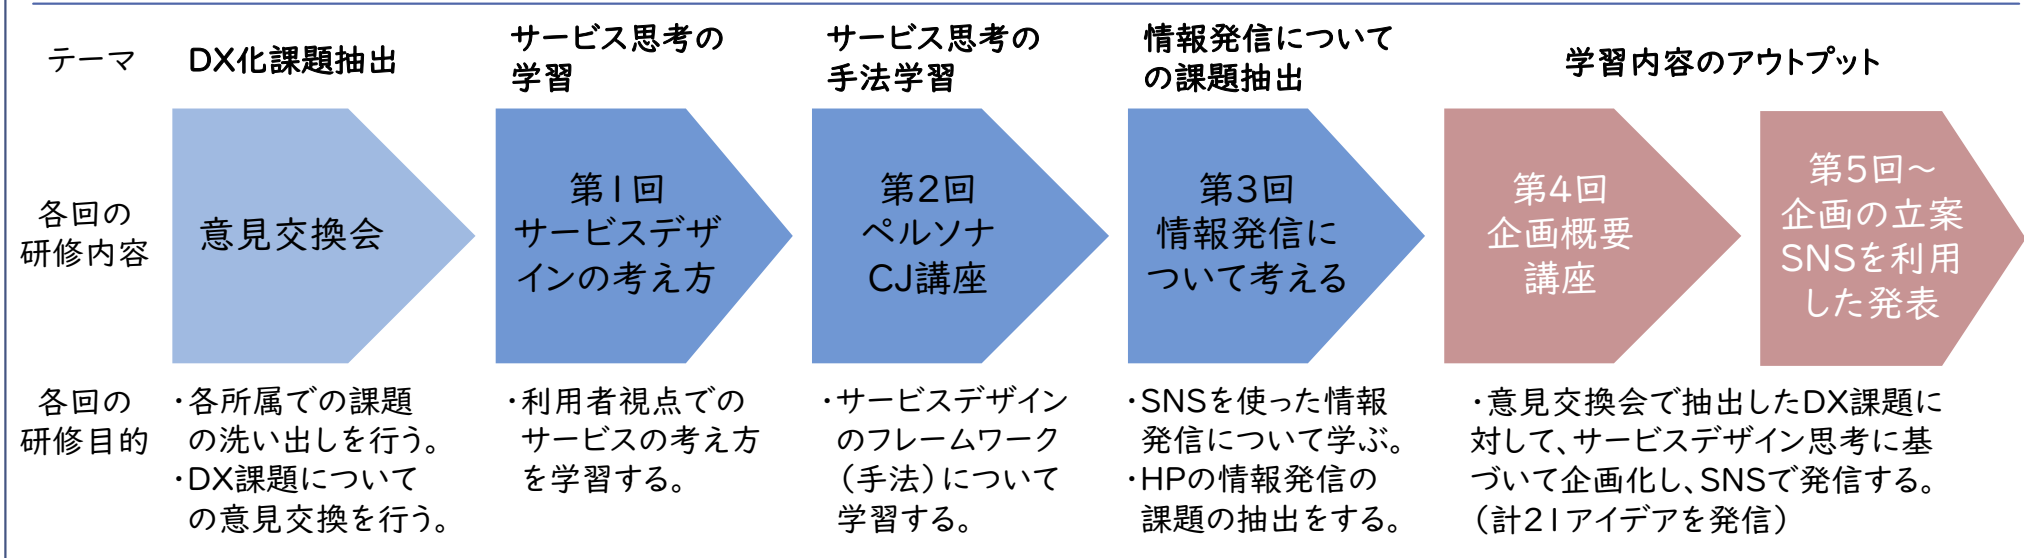 テーマ
DX化課題抽出
サービス思考の
学習
サービス思考の
手法学習
情報発信について
の課題抽出
学習内容のアウトプット
各回の
研修内容
意見交換会
第1回
サービスデザ
インの考え方
第2回
ペルソナ
CJ講座
第3回
情報発信に
ついて考える
第4回
企画概要
講座
第5回~
企画の立案
SNSを利用
した発表
各回の
研修目的
・各所属での課題
の洗い出しを行う。
・DX課題について
の意見交換を行う。
・利用者視点での
サービスの考え方
を学習する。
・サービスデザイン
のフレームワーク
(手法)について
学習する。
・SNSを使った情報
発信について学ぶ。
・HPの情報発信の
課題の抽出をする。
・意見交換会で抽出したDX課題に
対して、サービスデザイン思考に基
づいて企画化し、SNSで発信する。
(計21アイデアを発信)